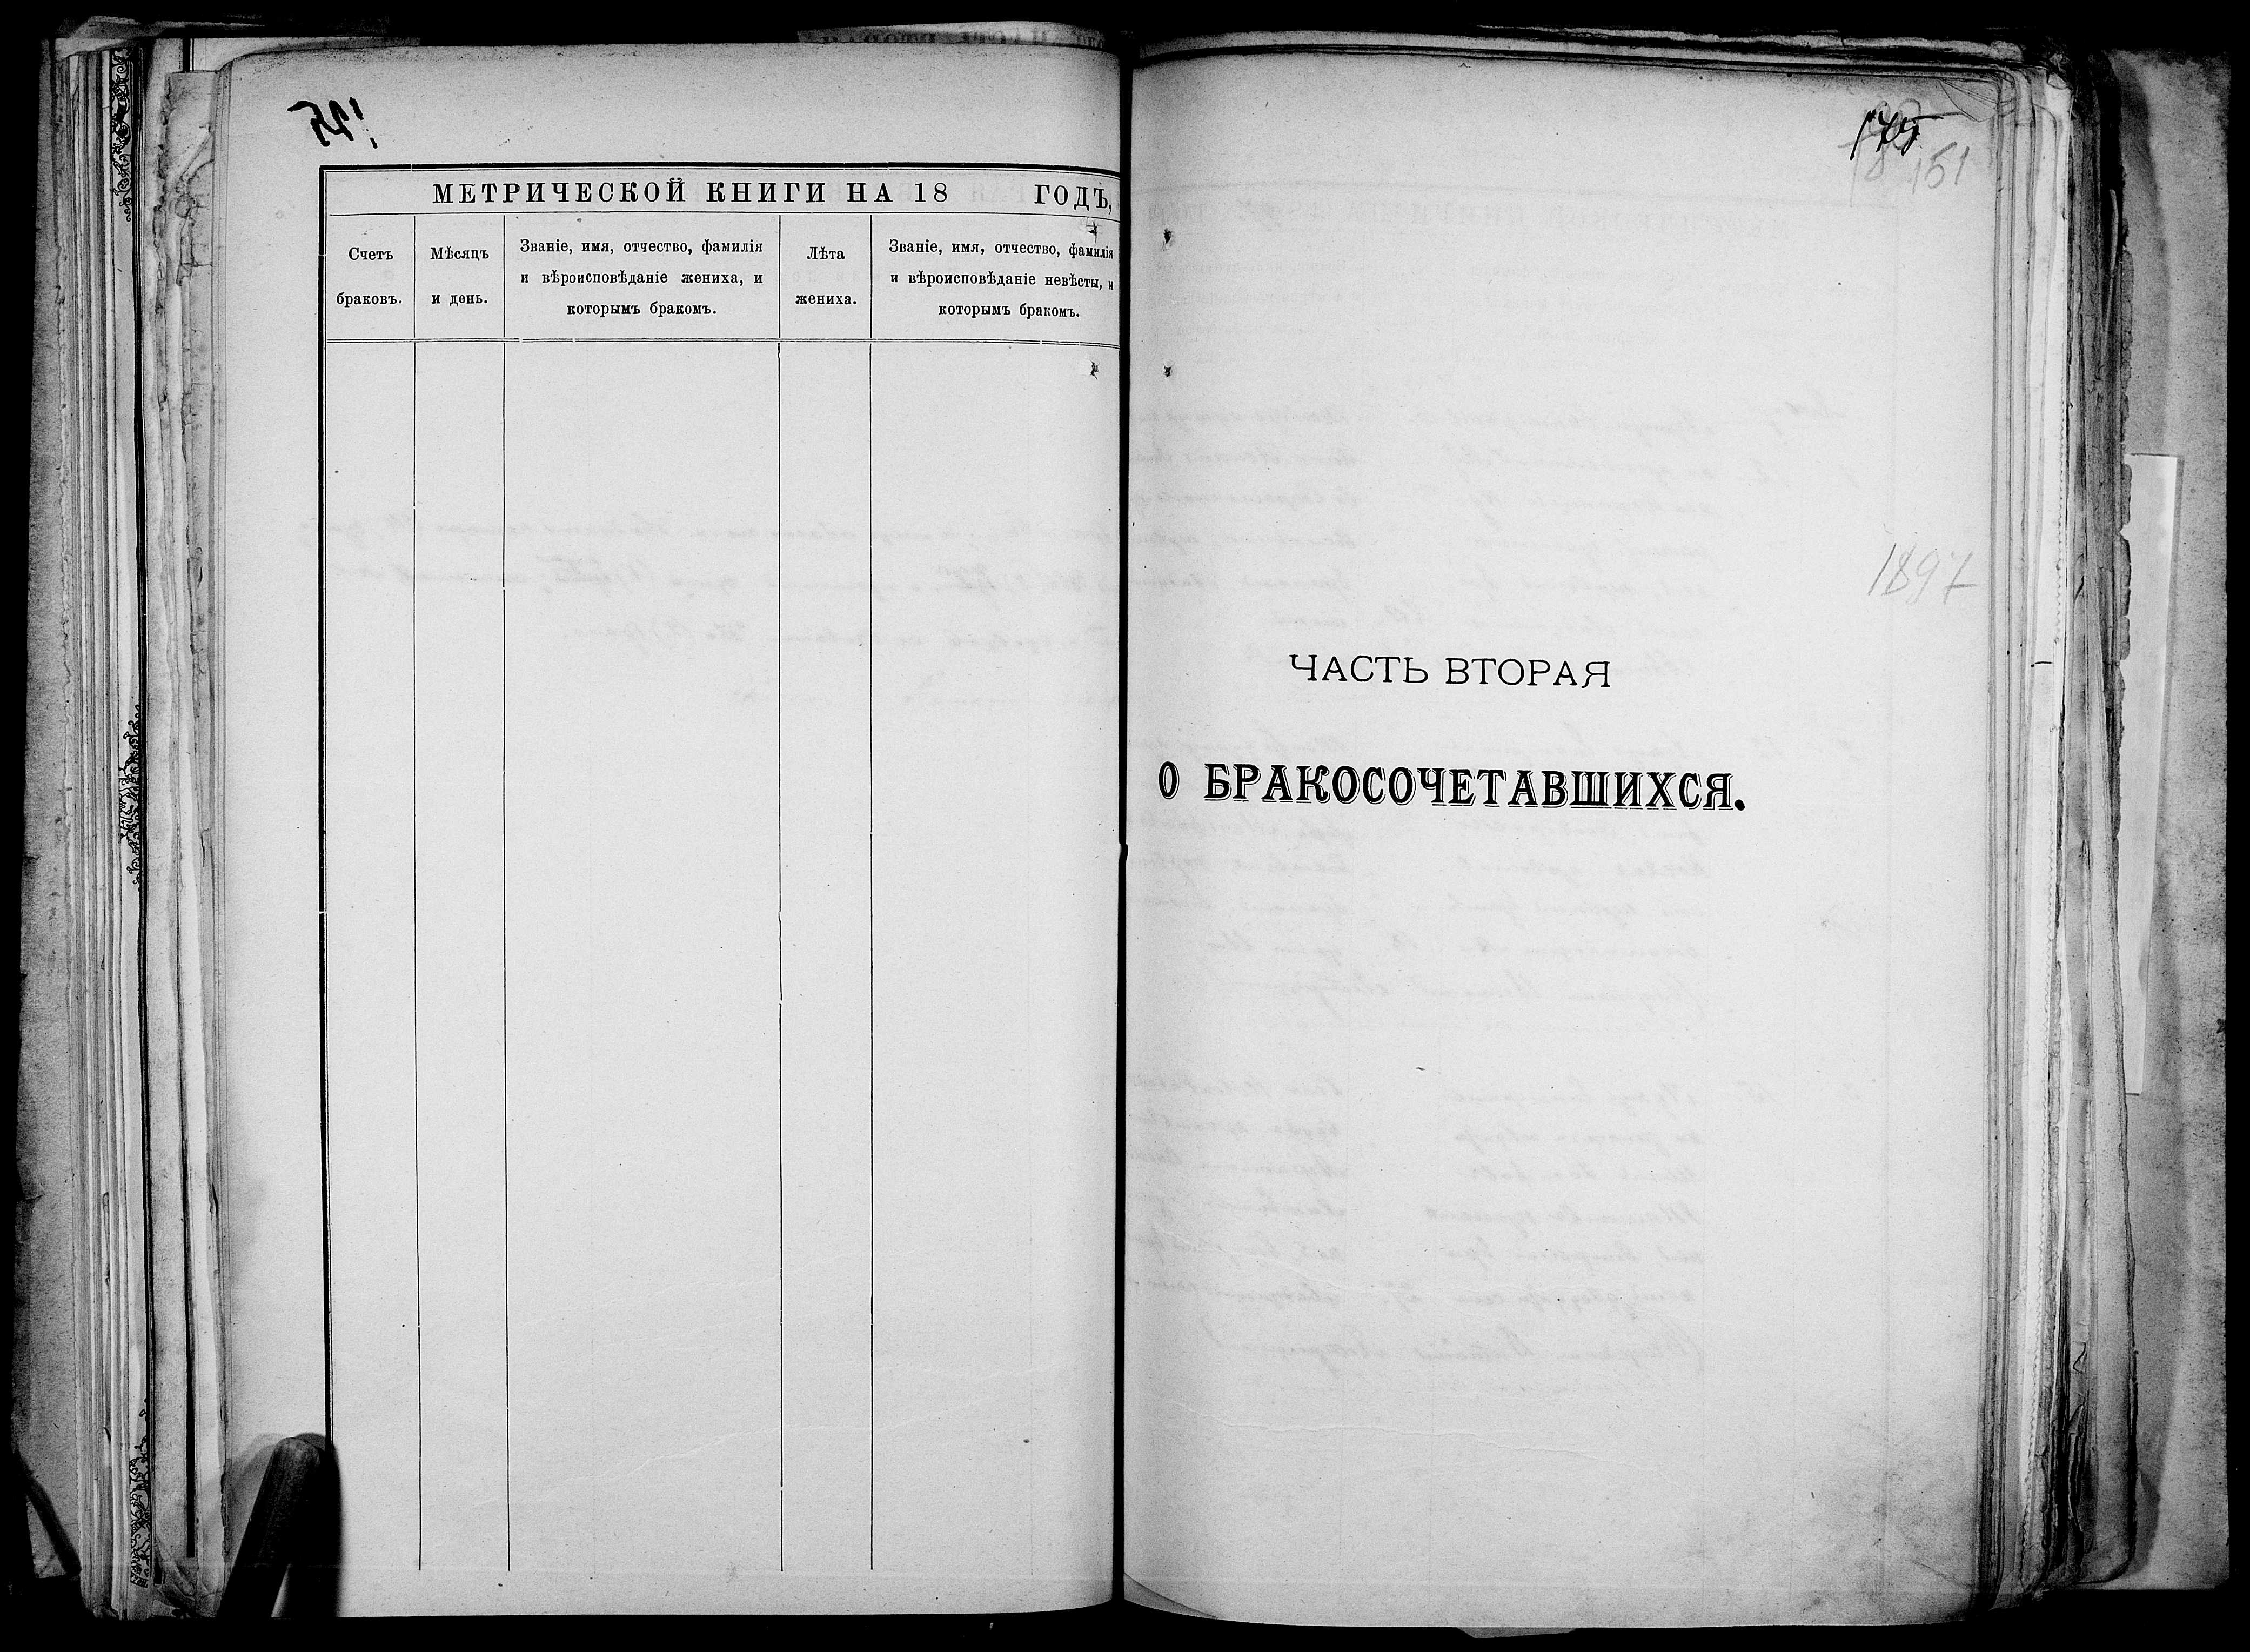 МЕТРИЧЕСКОЙ КНИГИ НА 18 ГОДЪ,
Счетъ
браковъ.
Мѣсяцъ
и день.
Званіе, имя, отчество, фамилія
и вѣроисповѣданіе жениха, и
которымъ бракомъ.
Лѣта
жениха.
Званіе, имя, отчество, фамилія
и вѣроисповѣданіе невѣсты, и
которымъ бракомъ.
175
151
1897
ЧАСТЬ ВТОРАЯ
О БРАКОСОЧЕТАВШИХСЯ.